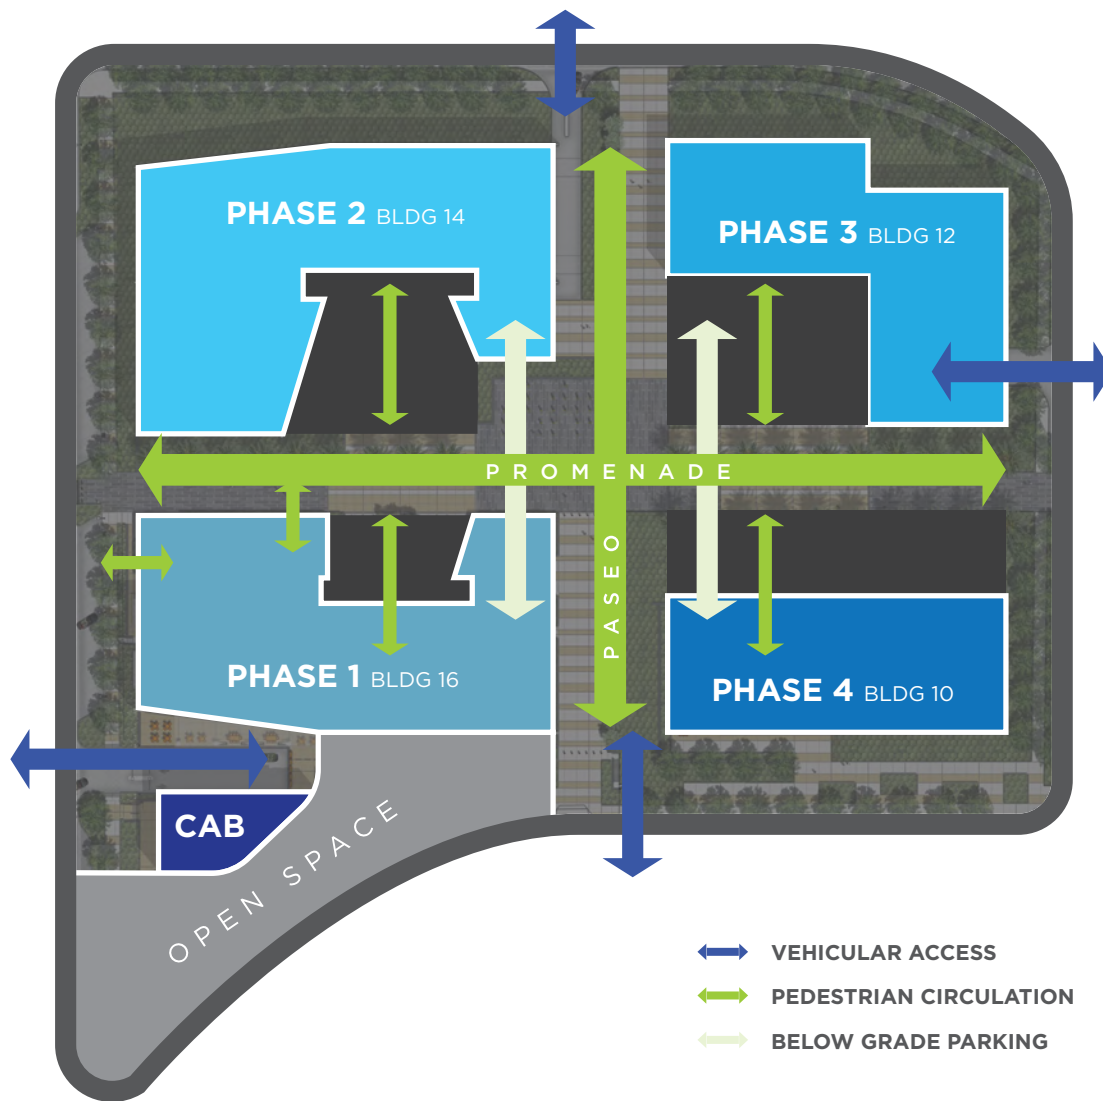 PHASE 2 BLDG 14
PHASE 3 BLDG 12
PROMENADE
PASEO
PHASE 1 BLDG 16
PHASE 4 BLDG 10
CAB
OPEN SPACE
VEHICULAR ACCESS
PEDESTRIAN CIRCULATION
BELOW GRADE PARKING